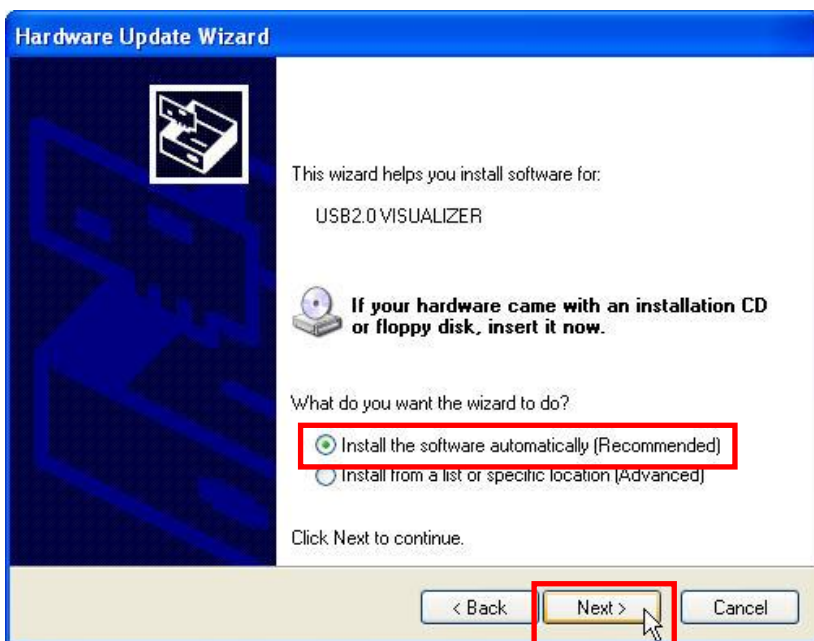 Hardware Update Wizard
This wizard helps you install software for:
USB2.0 VISUALIZER
If your hardware came with an installation CD
or floppy disk, insert it now.
What do you want the wizard to do?
Install the software automatically (Recommended)
Install from a list or specific location (Advanced)
Click Next to continue.
< Back Next > Cancel